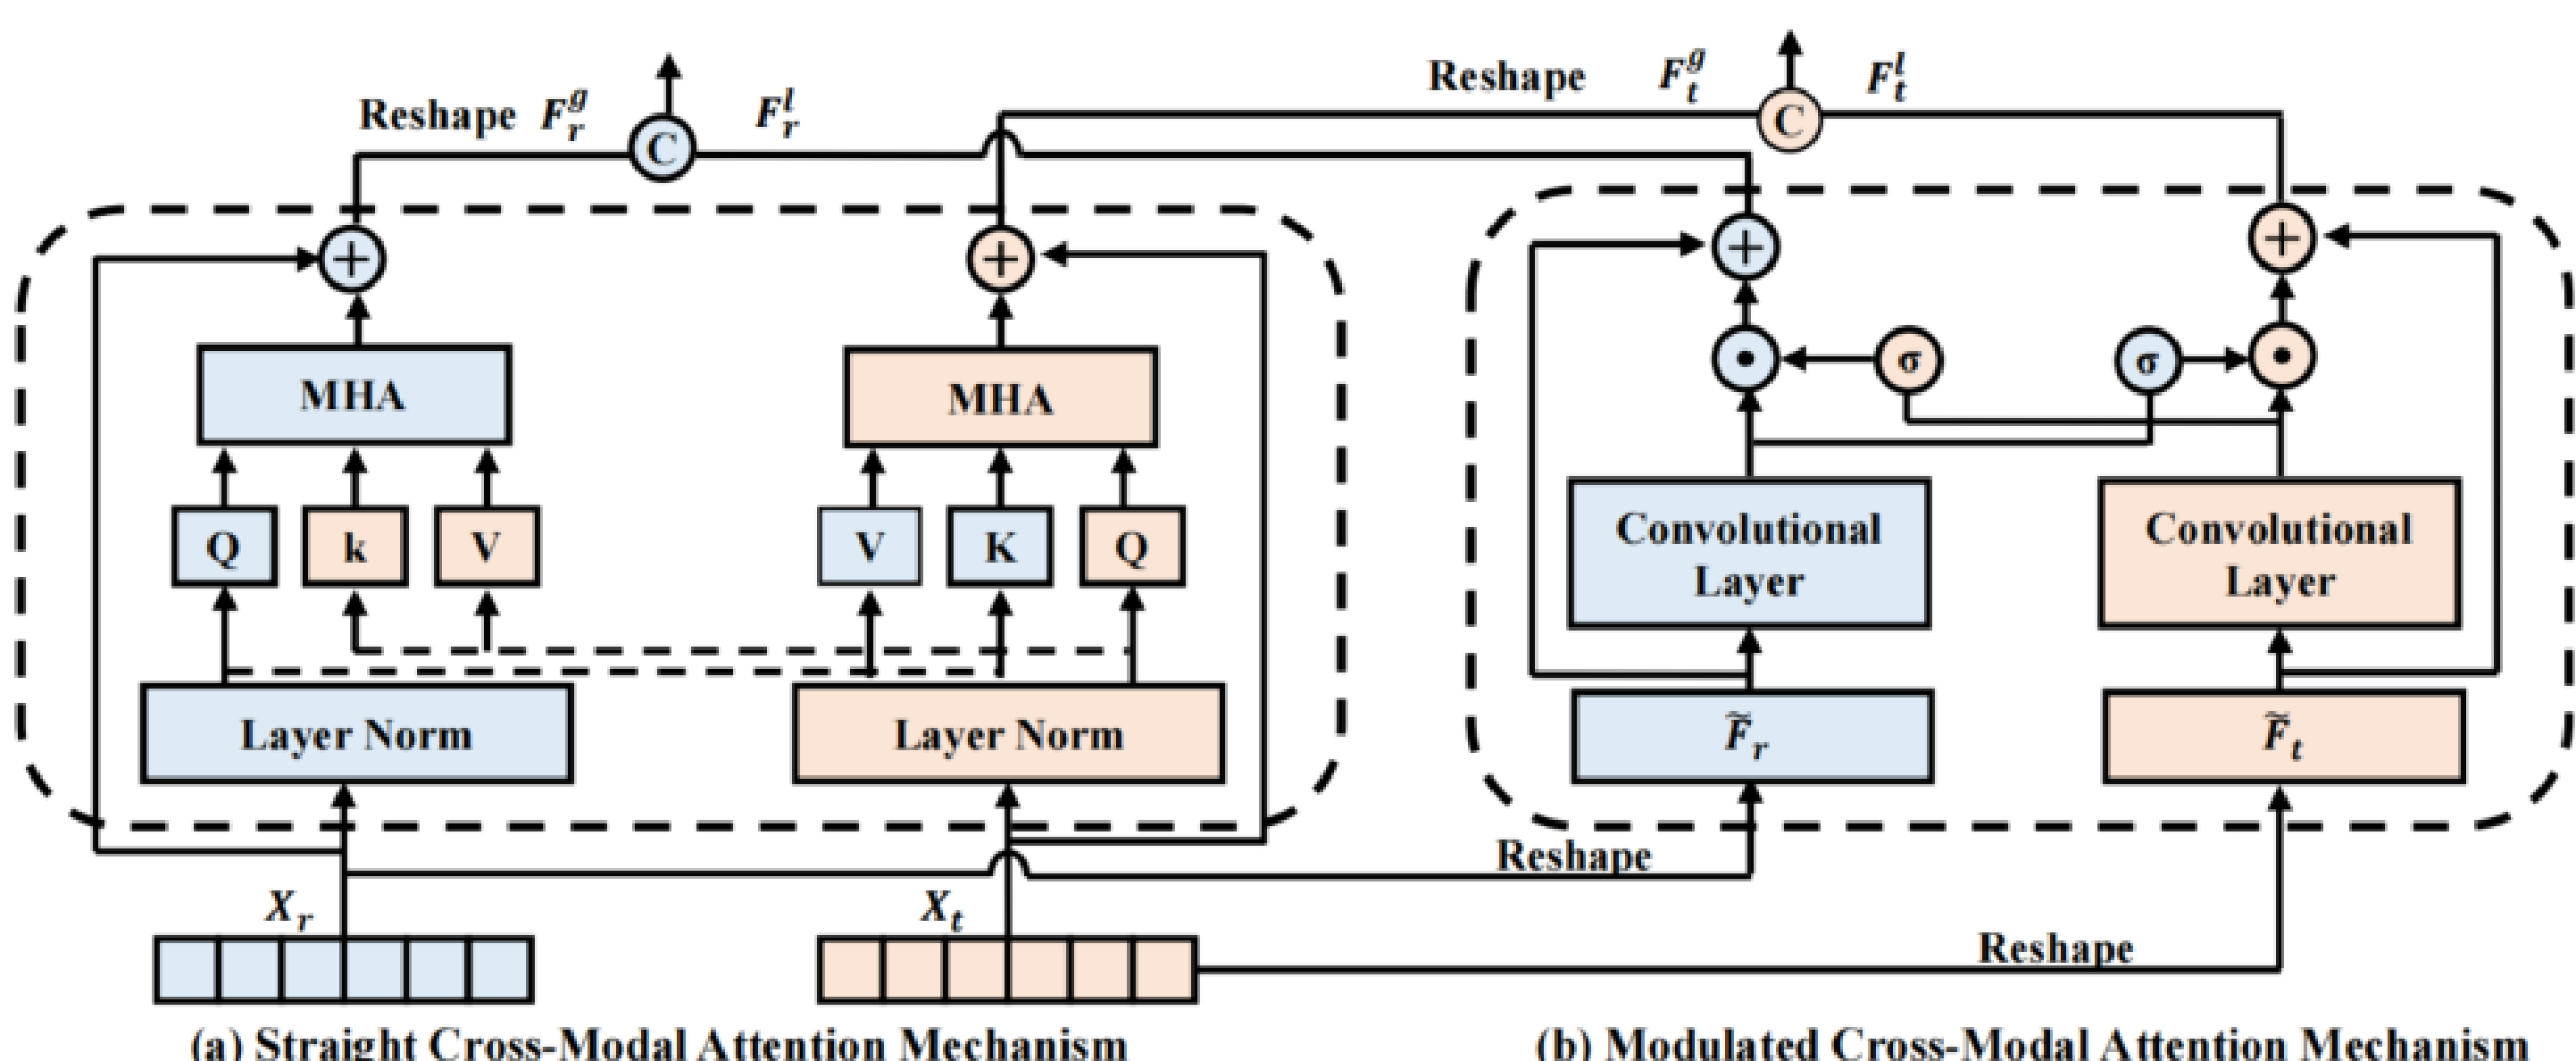 Reshape F_r^g F_r^l
C
Reshape F_t^g F_t^l
C
+
+
+
+
MHA
MHA
σ
σ
Q k V
V K Q
Convolutional
Layer
Convolutional
Layer
Layer Norm
Layer Norm
F̃_r
F̃_t
Reshape
X_r
X_t
Reshape
(a) Straight Cross-Modal Attention Mechanism
(b) Modulated Cross-Modal Attention Mechanism